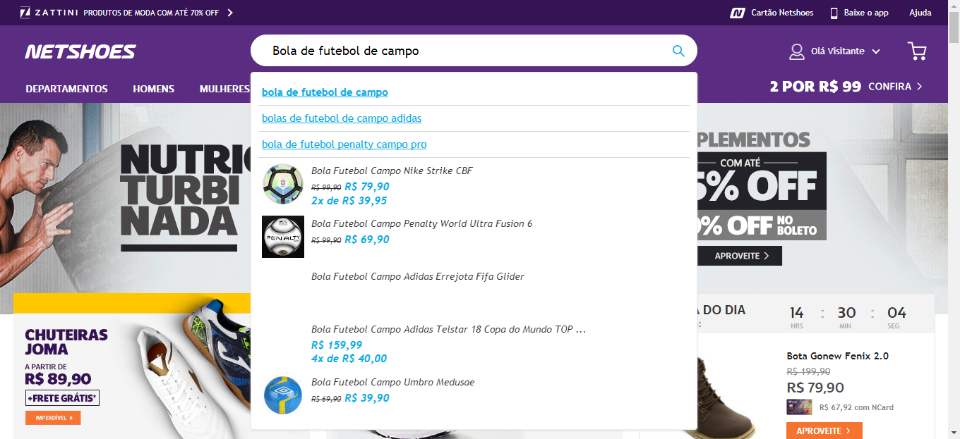 ZATTINI PRODUTOS DE MODA COM ATÉ 70% OFF
Cartão Netshoes
Baixe o app
Ajuda
NETSHOES
Bola de futebol de campo
Olá Visitante
DEPARTAMENTOS
HOMENS
MULHERES
2 POR R$ 99 CONFIRA
bola de futebol de campo
bolas de futebol de campo adidas
bola de futebol penalty campo pro
Bola Futebol Campo Nike Strike CBF
R$ 99,90 R$ 79,90
2x de R$ 39,95
Bola Futebol Campo Penalty World Ultra Fusion 6
R$ 99,90 R$ 69,90
PENALTY
Bola Futebol Campo Adidas Errejota Fifa Glider
Bola Futebol Campo Adidas Telstar 18 Copa do Mundo TOP ...
R$ 159,99
4x de R$ 40,00
Bola Futebol Campo Umbro Medusae
R$ 69,90 R$ 39,90
NUTRIÇ
TURBI
NADA
PLEMENTOS
COM ATÉ
5% OFF
0% OFF NO BOLETO
APROVEITE
CHUTEIRAS
JOMA
A PARTIR DE
R$ 89,90
+FRETE GRÁTIS*
IMPERDÍVEL
A DO DIA
14 : 30 : 04
HRS MIN SEG
Bota Gonew Fenix 2.0
R$ 199,90
R$ 79,90
R$ 67,92 com NCard
APROVEITE